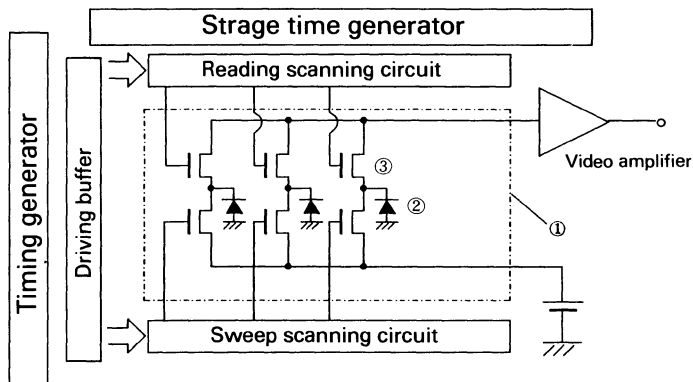 Strage time generator
Reading scanning circuit
Timing generator
Driving buffer
Video amplifier
③
②
①
Sweep scanning circuit